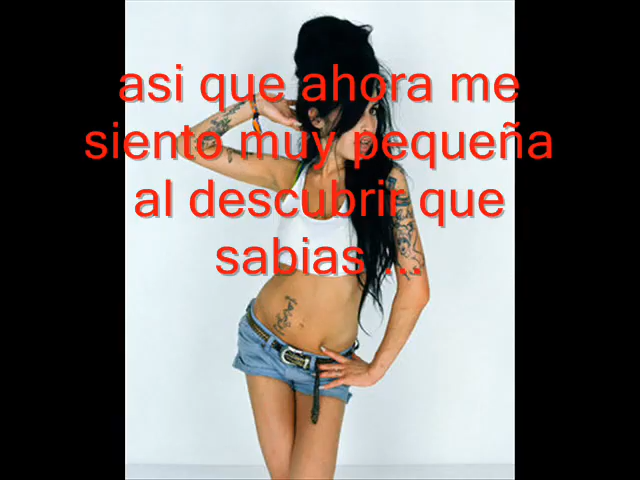 asi que ahora me
siento muy pequeña
al descubrir que
sabias ...